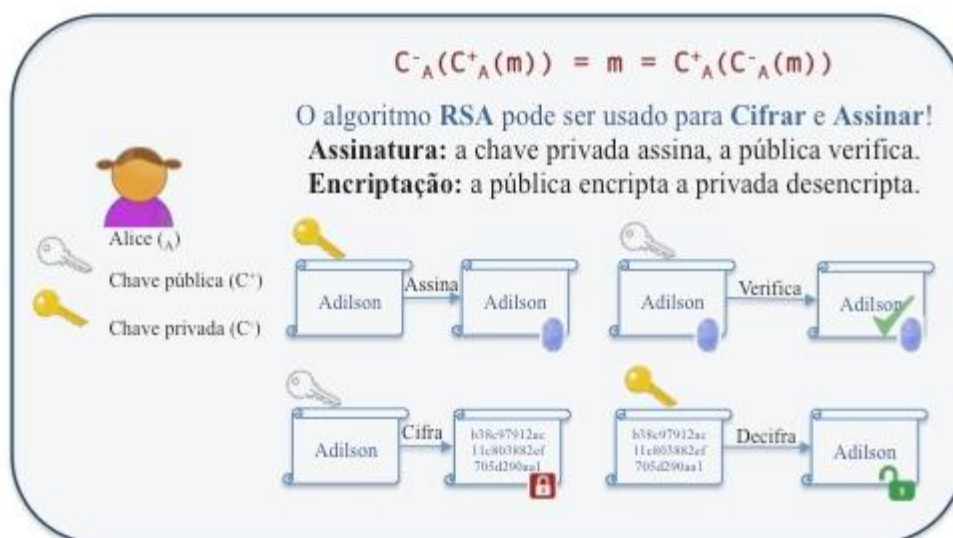 C⁻A(C⁺A(m)) = m = C⁺A(C⁻A(m))
O algoritmo RSA pode ser usado para Cifrar e Assinar!
Assinatura: a chave privada assina, a pública verifica.
Encriptação: a pública encripta a privada desencripta.
Alice (A)
Chave pública (C⁺)
Chave privada (C⁻)
Adilson
Assina
Adilson
Adilson
Verifica
Adilson
Adilson
Cifra
b38c97912ac
11c803882ef
705d290aa1
b38c97912ac
11c803882ef
705d290aa1
Decifra
Adilson